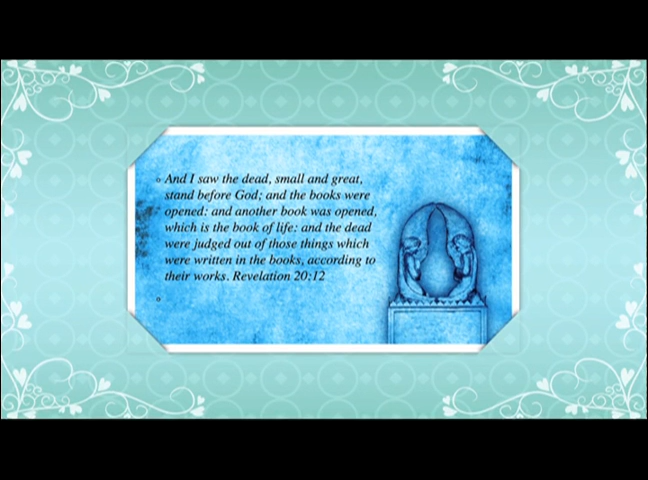 And I saw the dead, small and great,
stand before God; and the books were
opened: and another book was opened,
which is the book of life: and the dead
were judged out of those things which
were written in the books, according to
their works. Revelation 20:12